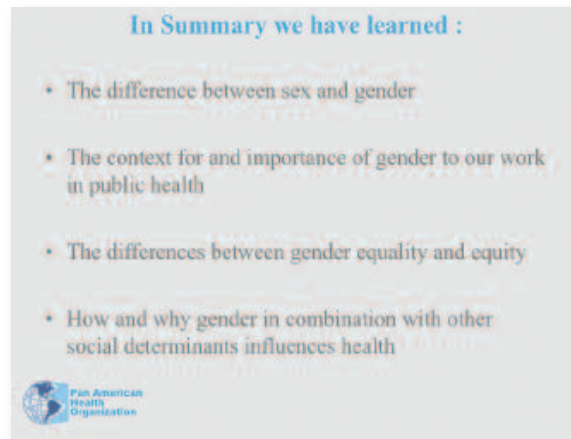 In Summary we have learned :
• The difference between sex and gender
• The context for and importance of gender to our work
in public health
• The differences between gender equality and equity
• How and why gender in combination with other
social determinants influences health
Pan American
Health
Organization